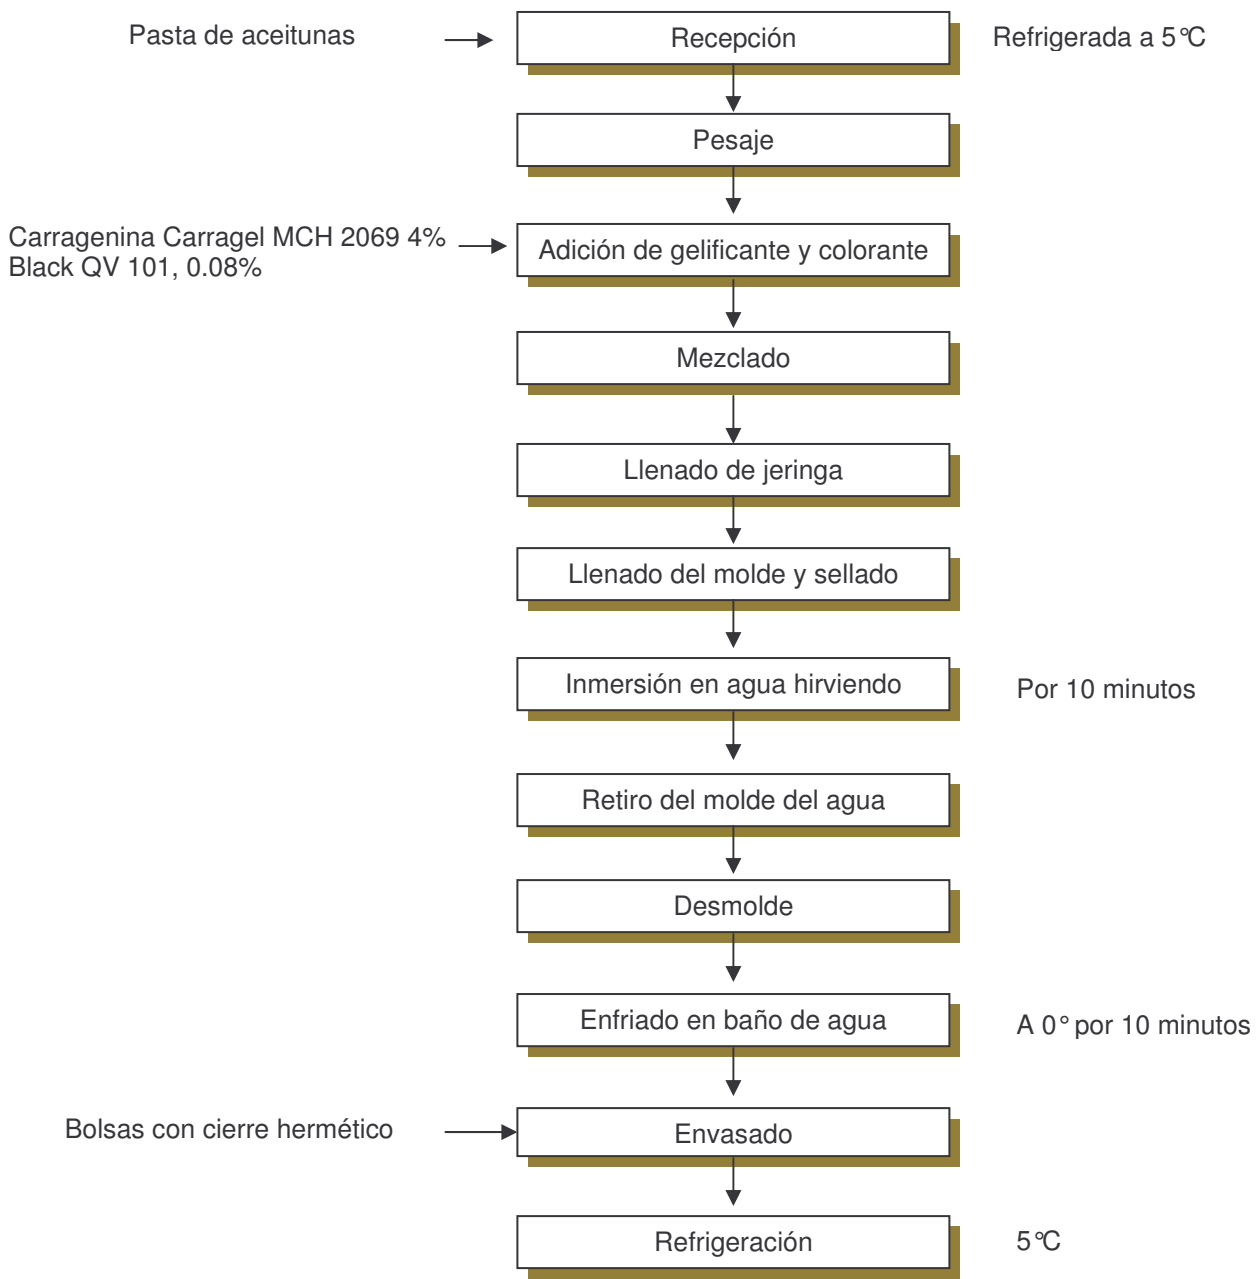 Pasta de aceitunas
Recepción
Refrigerada a 5°C
Pesaje
Carragenina Carragel MCH 2069 4%
Black QV 101, 0.08%
Adición de gelificante y colorante
Mezclado
Llenado de jeringa
Llenado del molde y sellado
Inmersión en agua hirviendo
Por 10 minutos
Retiro del molde del agua
Desmolde
Enfriado en baño de agua
A 0° por 10 minutos
Bolsas con cierre hermético
Envasado
Refrigeración
5°C